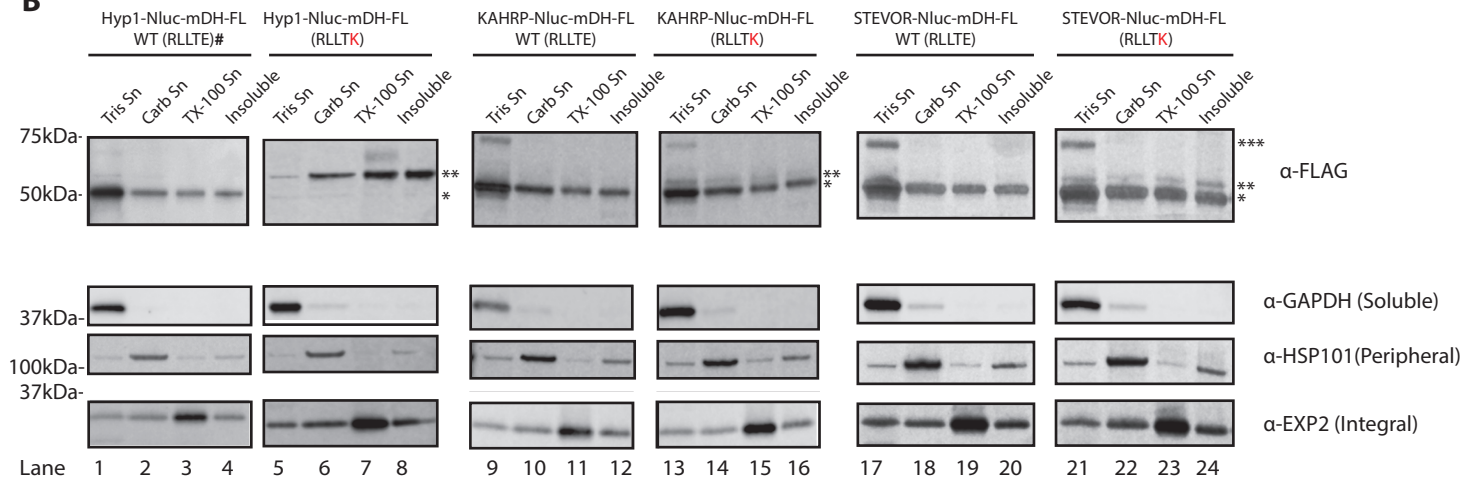 B
Hyp1-Nluc-mDH-FL Hyp1-Nluc-mDH-FL KAHRP-Nluc-mDH-FL KAHRP-Nluc-mDH-FL STEVOR-Nluc-mDH-FL STEVOR-Nluc-mDH-FL
WT (RLLTE)# (RLLTK) WT (RLLTE) (RLLTK) WT (RLLTE) (RLLTK)
Tris Sn Carb Sn TX-100 Sn Insoluble Tris Sn Carb Sn TX-100 Sn Insoluble Tris Sn Carb Sn TX-100 Sn Insoluble Tris Sn Carb Sn TX-100 Sn Insoluble Tris Sn Carb Sn TX-100 Sn Insoluble Tris Sn Carb Sn TX-100 Sn Insoluble
75kDa- ***
α-FLAG
** ** **
50kDa- * * *
α-GAPDH (Soluble)
37kDa-
α-HSP101(Peripheral)
100kDa-
37kDa-
α-EXP2 (Integral)
Lane 1 2 3 4 5 6 7 8 9 10 11 12 13 14 15 16 17 18 19 20 21 22 23 24